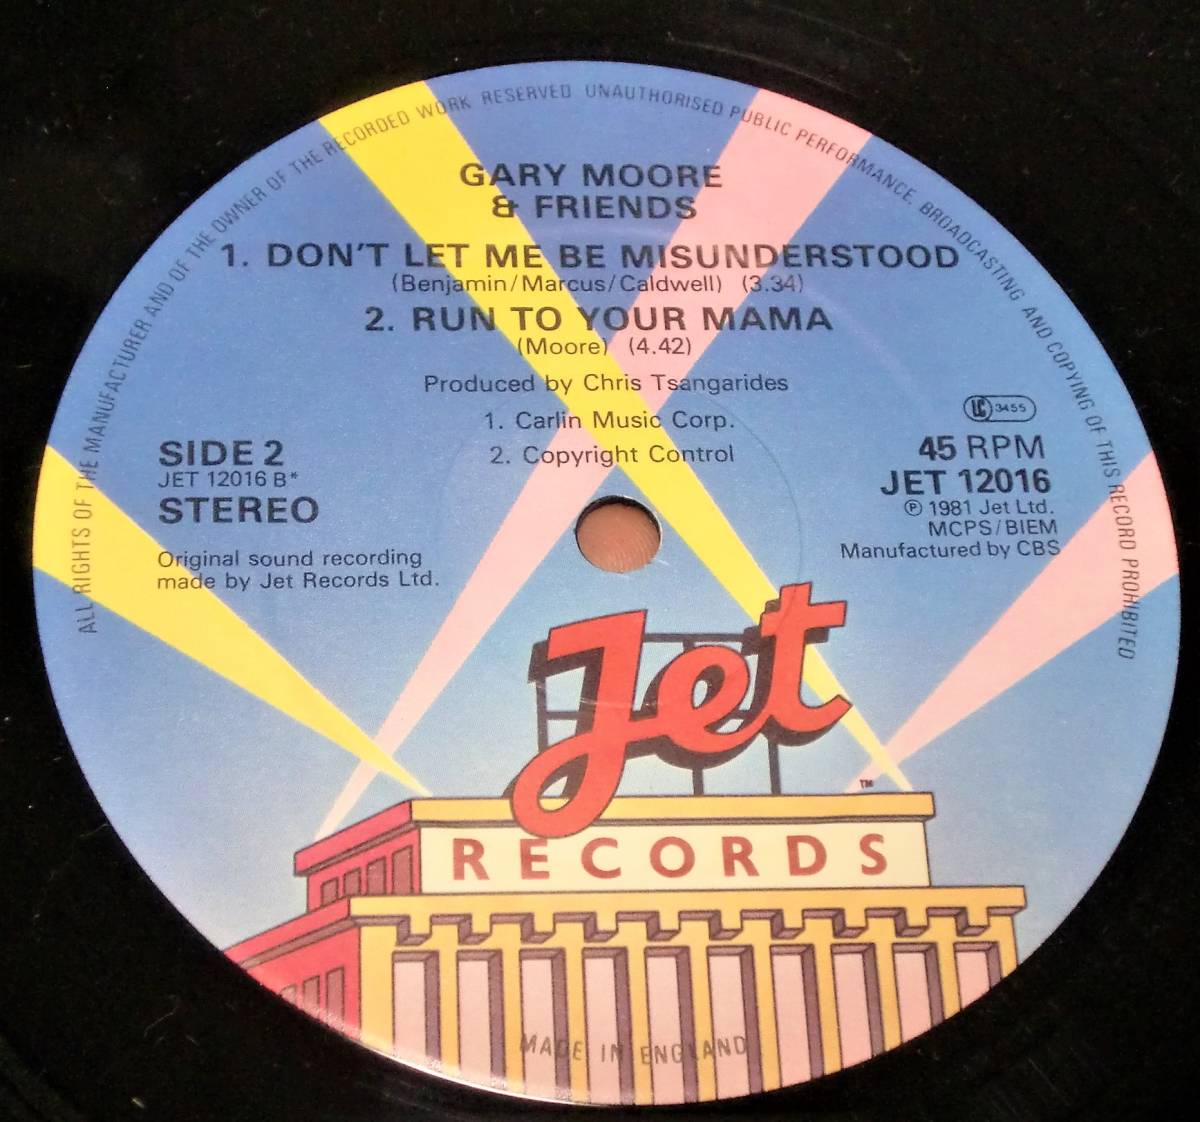 ALL RIGHTS OF THE MANUFACTURER AND OF THE OWNER OF THE RECORDED WORK RESERVED UNAUTHORISED PUBLIC PERFORMANCE, BROADCASTING AND COPYING OF THIS RECORD PROHIBITED
GARY MOORE
& FRIENDS
1. DON'T LET ME BE MISUNDERSTOOD
(Benjamin/Marcus/Caldwell) (3.34)
2. RUN TO YOUR MAMA
(Moore) (4.42)
Produced by Chris Tsangarides
1. Carlin Music Corp.
2. Copyright Control
SIDE 2
JET 12016 B*
STEREO
Original sound recording
made by Jet Records Ltd.
LC 3455
45 RPM
JET 12016
℗ 1981 Jet Ltd.
MCPS/BIEM
Manufactured by CBS
Jet
™
RECORDS
MADE IN ENGLAND